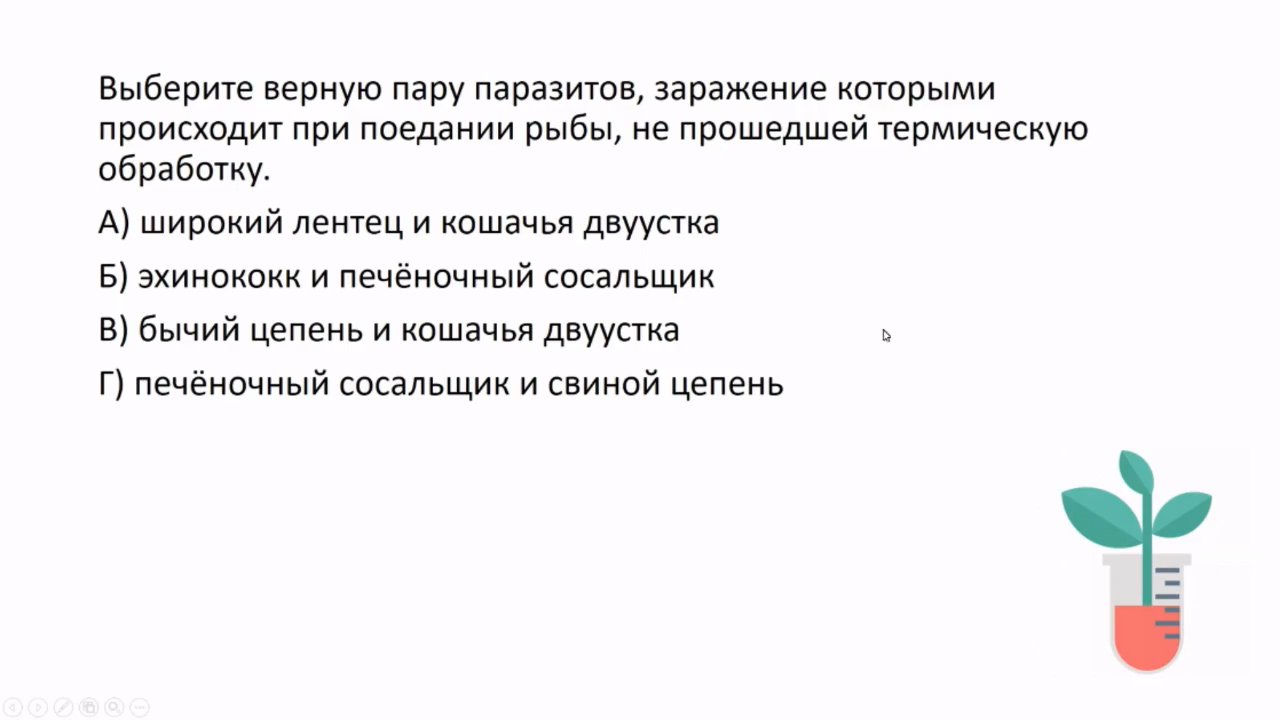 Выберите верную пару паразитов, заражение которыми
происходит при поедании рыбы, не прошедшей термическую
обработку.
А) широкий лентец и кошачья двуустка
Б) эхинококк и печёночный сосальщик
В) бычий цепень и кошачья двуустка
Г) печёночный сосальщик и свиной цепень